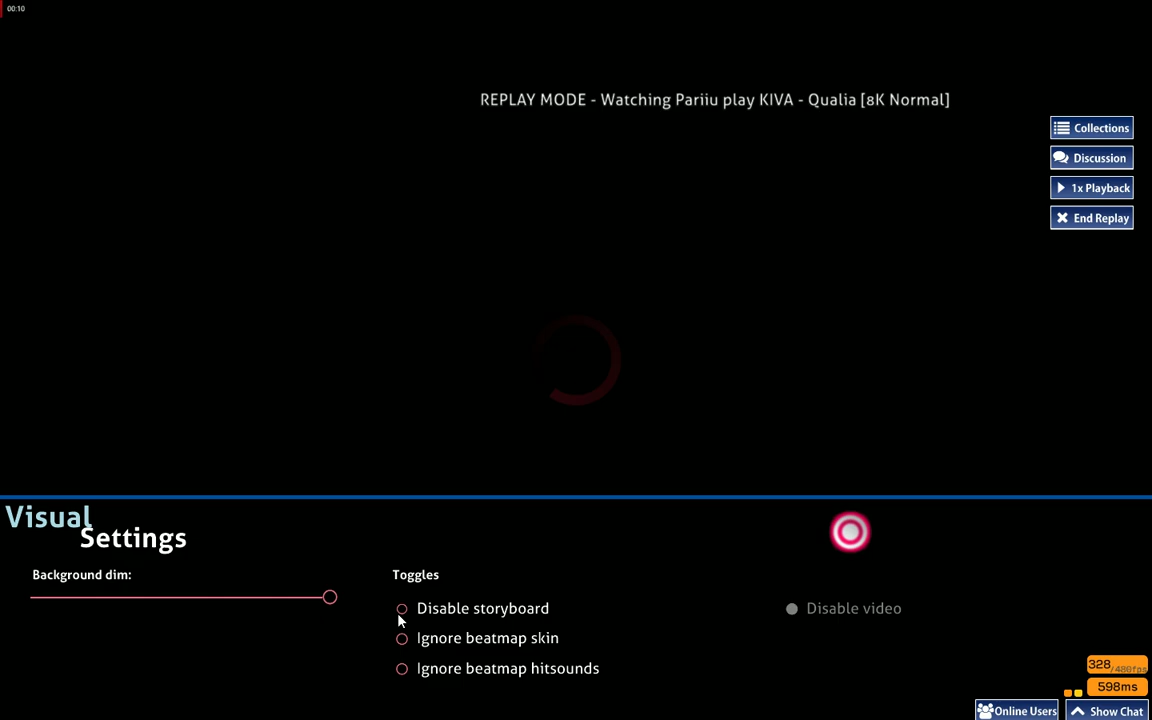 00:10
REPLAY MODE - Watching Pariiu play KIVA - Qualia [8K Normal]
Collections
Discussion
1x Playback
End Replay
Visual
Settings
Background dim:
Toggles
Disable storyboard
Disable video
Ignore beatmap skin
Ignore beatmap hitsounds
328/480fps
598ms
Online Users
Show Chat